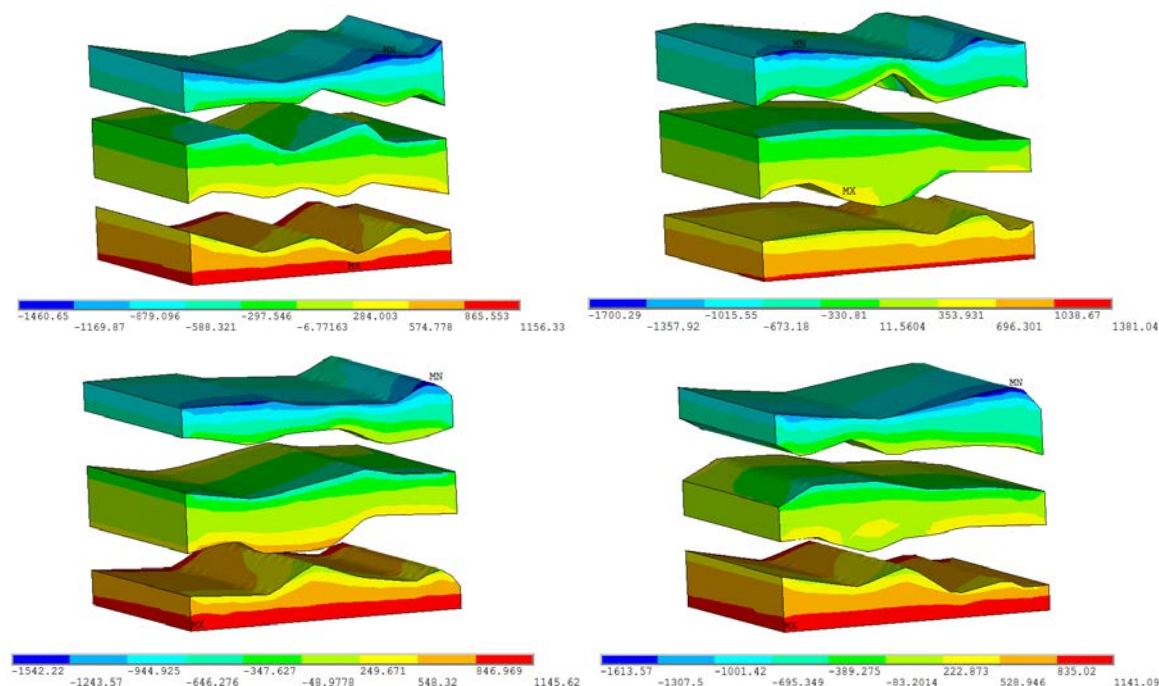 MN
MX
-1460.65 -879.096 -297.546 284.003 865.553
-1169.87 -588.321 -6.77163 574.778 1156.33
MN
MX
-1700.29 -1015.55 -330.81 353.931 1038.67
-1357.92 -673.18 11.5604 696.301 1381.04
MN
MX
-1542.22 -944.925 -347.627 249.671 846.969
-1243.57 -646.276 -48.9778 548.32 1145.62
MN
MX
-1613.57 -1001.42 -389.275 222.873 835.02
-1307.5 -695.349 -83.2014 528.946 1141.09